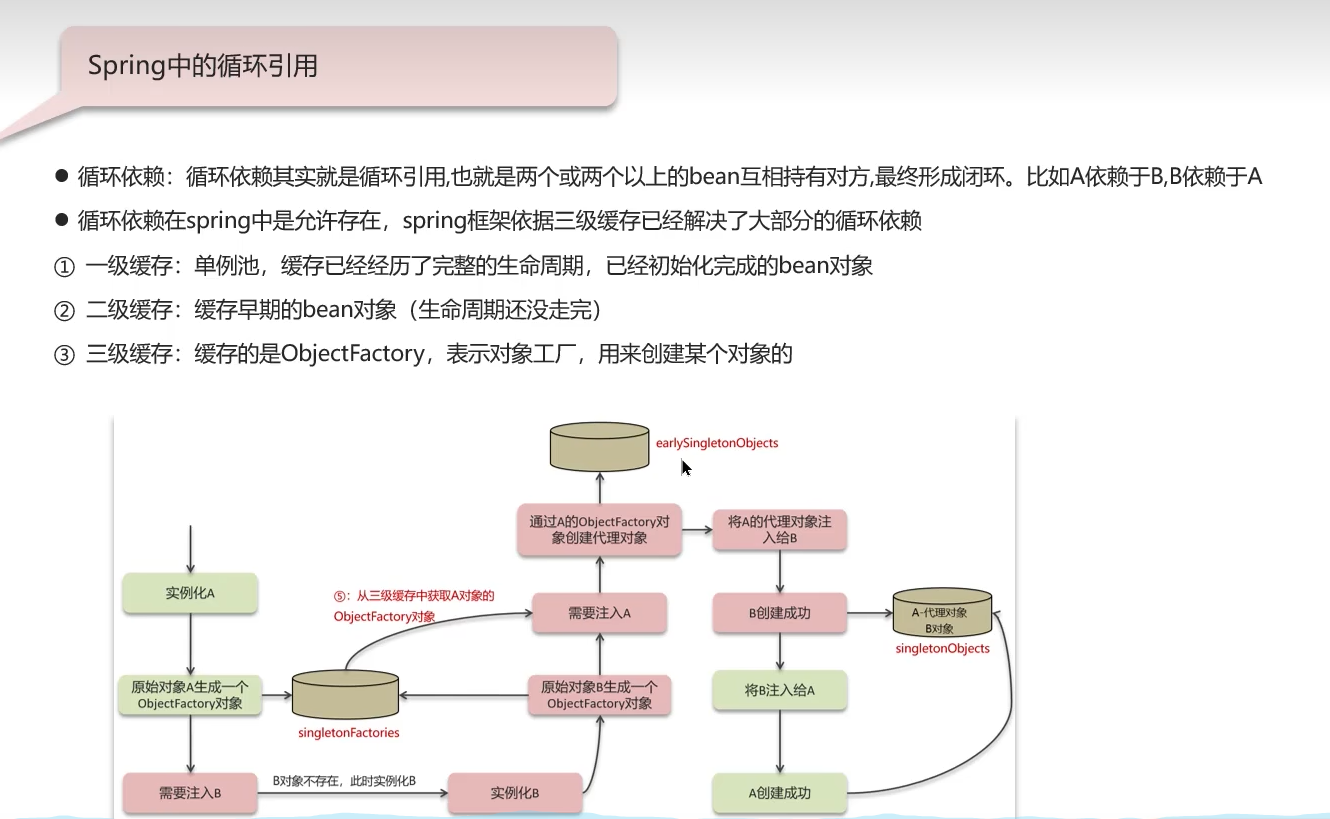 Spring中的循环引用
● 循环依赖：循环依赖其实就是循环引用,也就是两个或两个以上的bean互相持有对方,最终形成闭环。比如A依赖于B,B依赖于A
● 循环依赖在spring中是允许存在，spring框架依据三级缓存已经解决了大部分的循环依赖
① 一级缓存：单例池，缓存已经经历了完整的生命周期，已经初始化完成的bean对象
② 二级缓存：缓存早期的bean对象（生命周期还没走完）
③ 三级缓存：缓存的是ObjectFactory，表示对象工厂，用来创建某个对象的
earlySingletonObjects
通过A的ObjectFactory对
象创建代理对象
将A的代理对象注
入给B
实例化A
⑤：从三级缓存中获取A对象的
ObjectFactory对象
需要注入A
B创建成功
A-代理对象
B对象
singletonObjects
原始对象A生成一个
ObjectFactory对象
singletonFactories
原始对象B生成一个
ObjectFactory对象
将B注入给A
需要注入B
B对象不存在，此时实例化B
实例化B
A创建成功